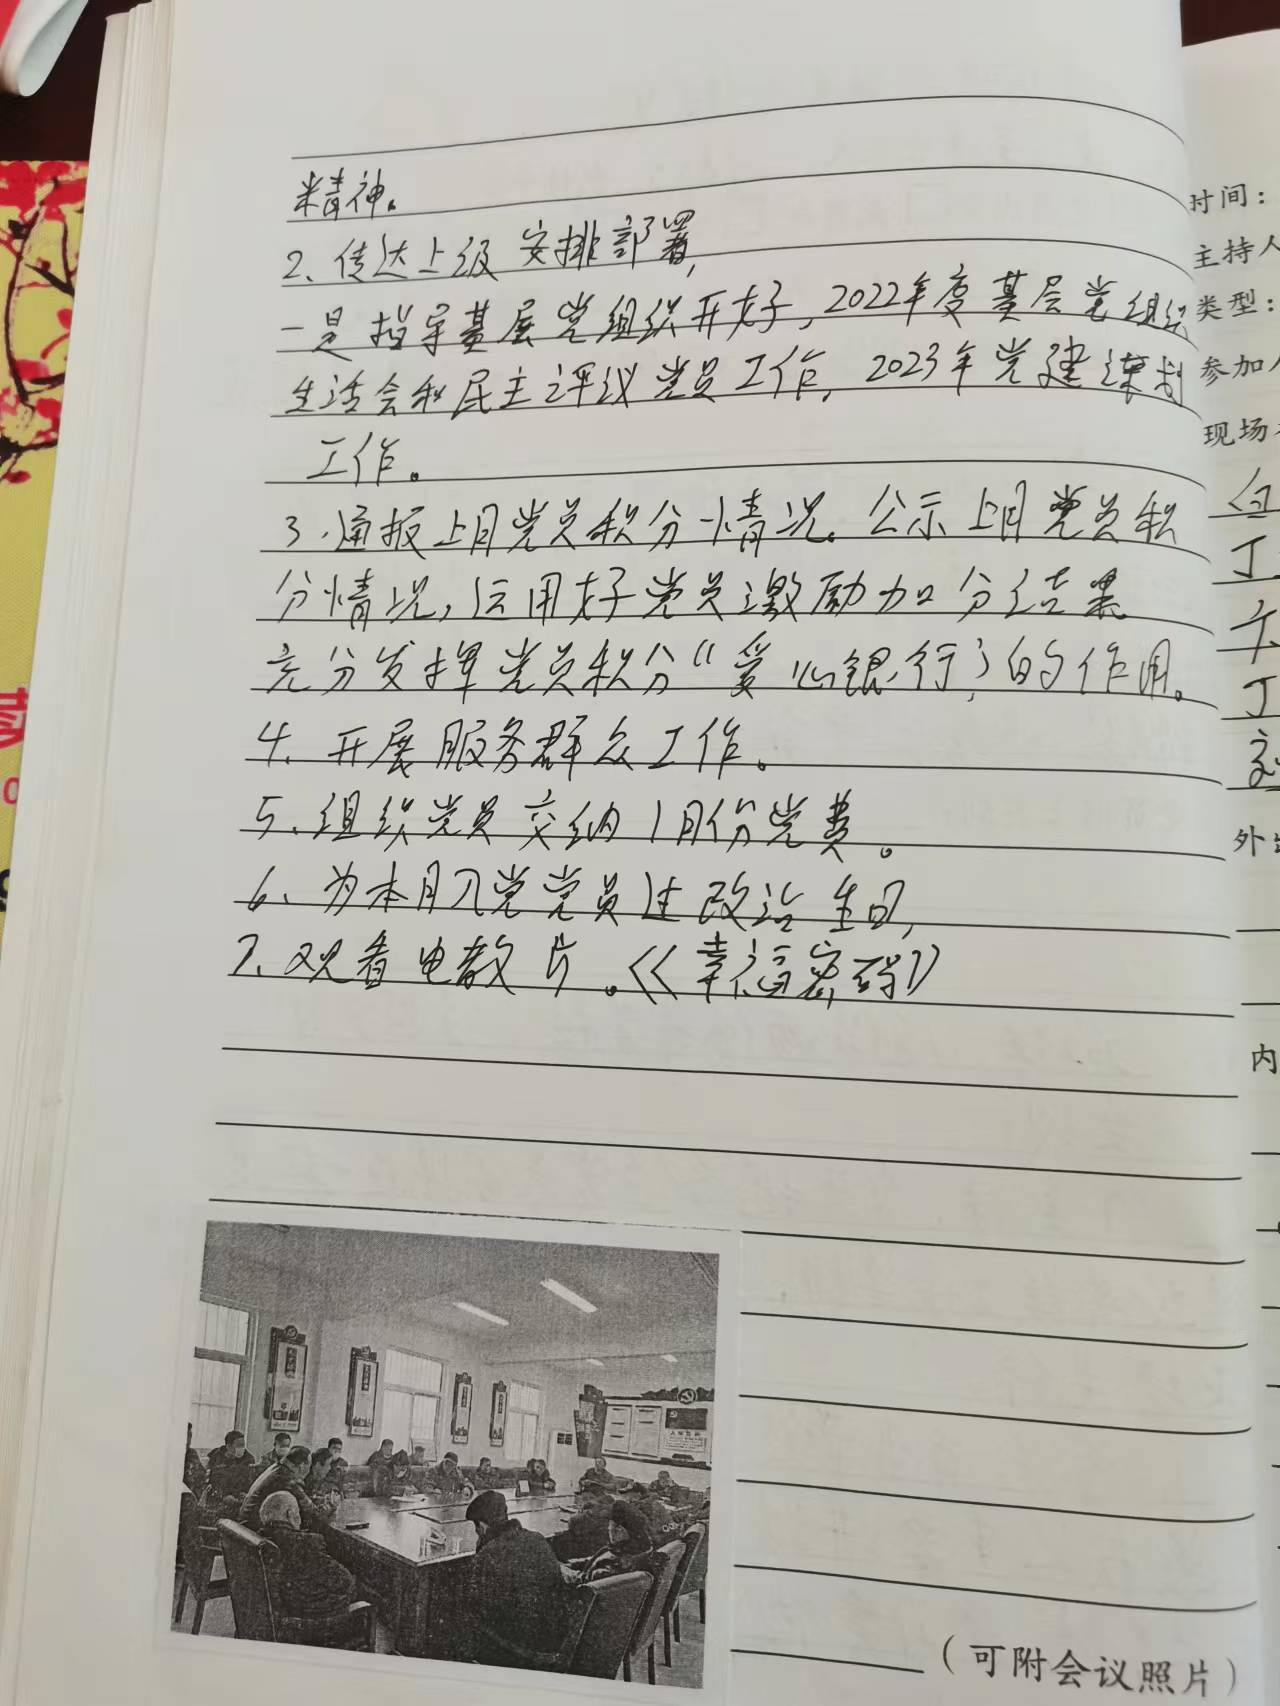 精神。
2、传达上级安排部署,
一是指导基层党组织开好,2022年度基层党组织
生活会和民主评议党员工作,2023年党建谋划
工作。
3.通报上月党员积分情况。公示上月党员积
分情况,运用好党员激励加分结果
充分发挥党员积分“爱心银行”的作用。
4、开展服务群众工作。
5、组织党员交纳1月份党费。
6、为本月入党党员过政治生日,
7、观看电教片。《幸福密码》
(可附会议照片)
时间:
主持人
类型:
参加人
现场
丁
丁
外
内